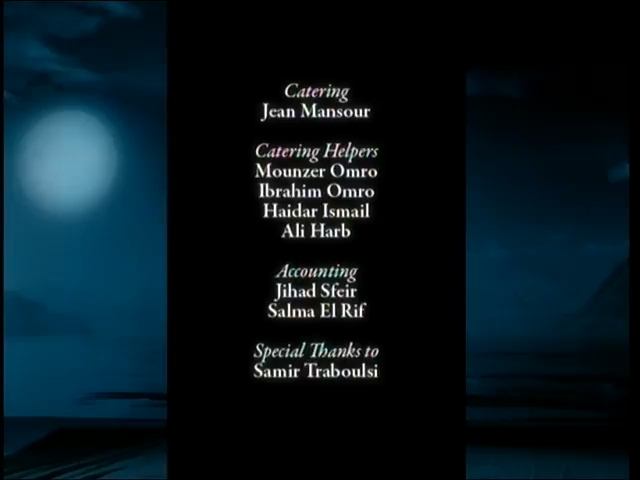 Catering
Jean Mansour
Catering Helpers
Mounzer Omro
Ibrahim Omro
Haidar Ismail
Ali Harb
Accounting
Jihad Sfeir
Salma El Rif
Special Thanks to
Samir Traboulsi